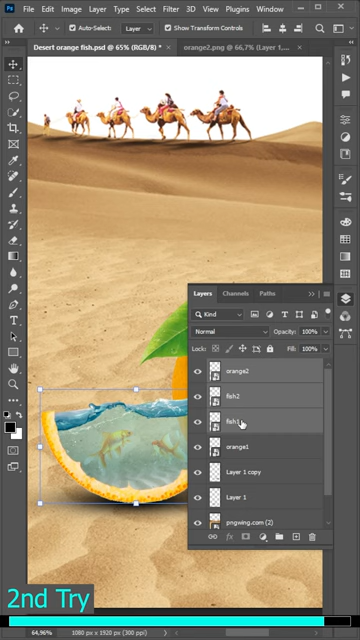 Ps File Edit Image Layer Type Select Filter 3D View Plugins Window
Auto-Select: Layer Show Transform Controls
Desert orange fish.psd @ 65% (RGB/8) * × orange2.png @ 66,7% (Layer 1,... ×
Layers Channels Paths
Kind
Normal Opacity: 100%
Lock: Fill: 100%
orange2
fish2
fish1
orange1
Layer 1 copy
Layer 1
pngwing.com (2)
fx
2nd Try
64,96% 1080 px x 1920 px (300 ppi)